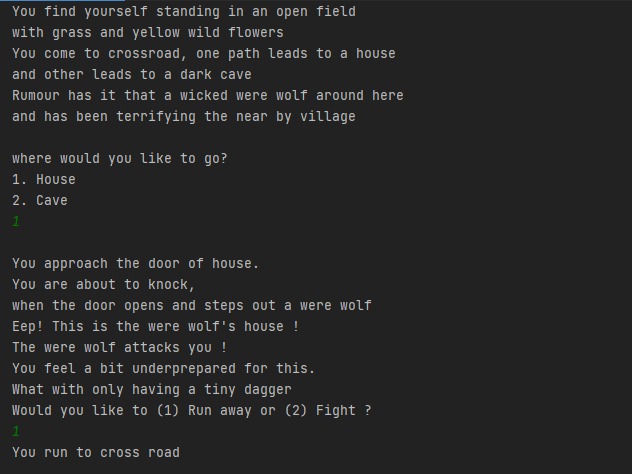 You find yourself standing in an open field
with grass and yellow wild flowers
You come to crossroad, one path leads to a house
and other leads to a dark cave
Rumour has it that a wicked were wolf around here
and has been terrifying the near by village
where would you like to go?
1. House
2. Cave
1
You approach the door of house.
You are about to knock,
when the door opens and steps out a were wolf
Eep! This is the were wolf's house !
The were wolf attacks you !
You feel a bit underprepared for this.
What with only having a tiny dagger
Would you like to (1) Run away or (2) Fight ?
1
You run to cross road